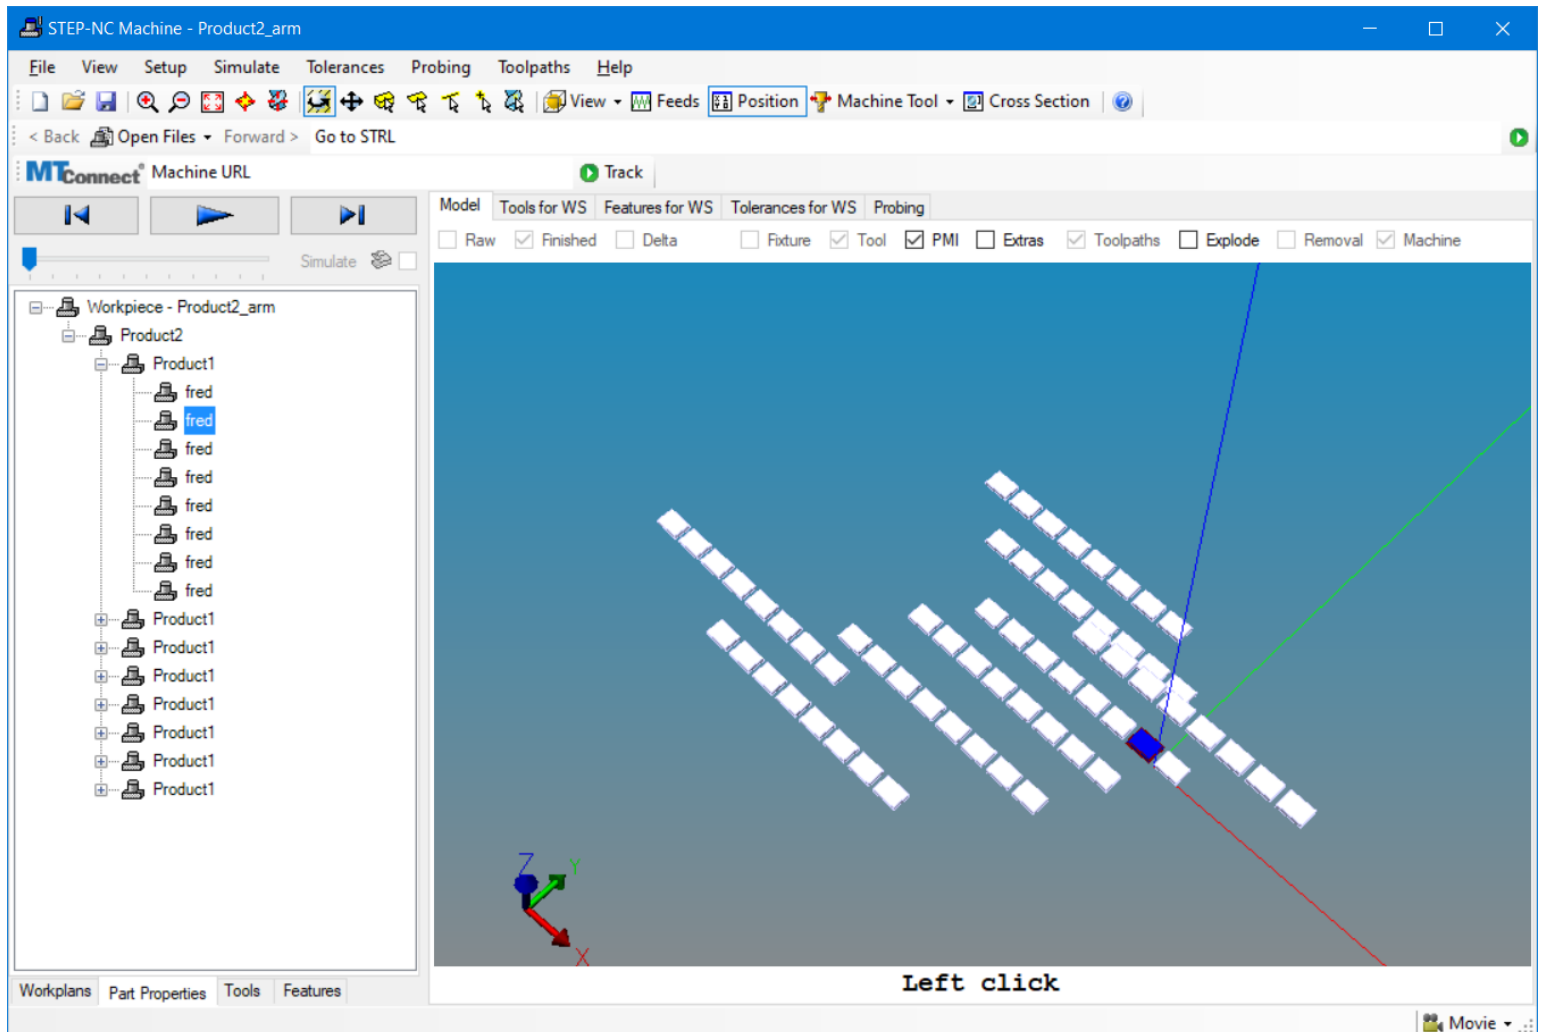 STEP-NC Machine - Product2_arm
File View Setup Simulate Tolerances Probing Toolpaths Help
View Feeds Position Machine Tool Cross Section
< Back Open Files Forward > Go to STRL
MTConnect® Machine URL Track
Model Tools for WS Features for WS Tolerances for WS Probing
Raw Finished Delta Fixture Tool PMI Extras Toolpaths Explode Removal Machine
Simulate
Workpiece - Product2_arm
Product2
Product1
fred
fred
fred
fred
fred
fred
fred
fred
Product1
Product1
Product1
Product1
Product1
Product1
Product1
Z Y
X
Left click
Workplans Part Properties Tools Features
Movie